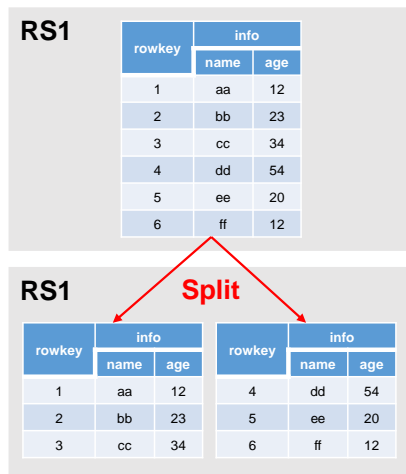 RS1
rowkey info
name age
1 aa 12
2 bb 23
3 cc 34
4 dd 54
5 ee 20
6 ff 12
RS1 Split
rowkey info rowkey info
name age name age
1 aa 12 4 dd 54
2 bb 23 5 ee 20
3 cc 34 6 ff 12